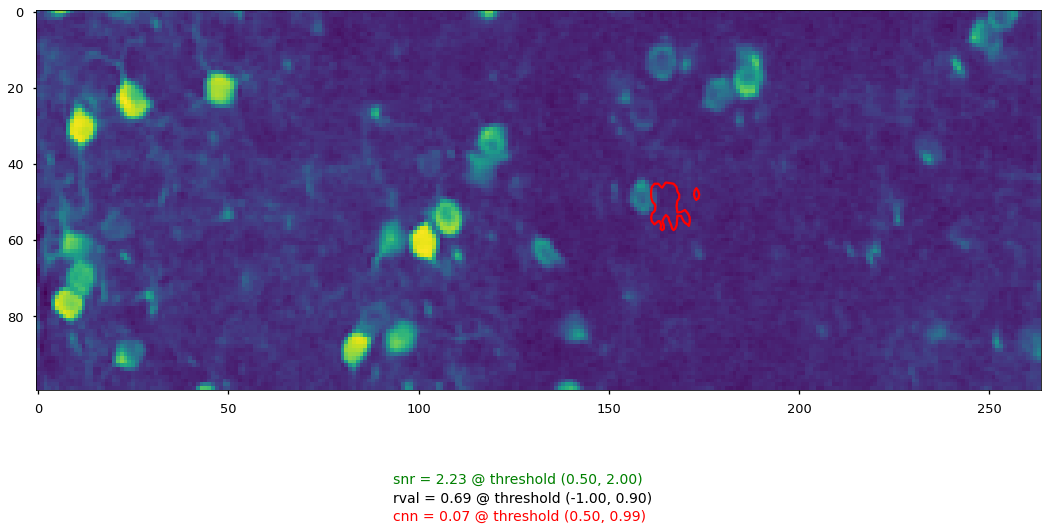 0
20
40
60
80
0 50 100 150 200 250
snr = 2.23 @ threshold (0.50, 2.00)
rval = 0.69 @ threshold (-1.00, 0.90)
cnn = 0.07 @ threshold (0.50, 0.99)